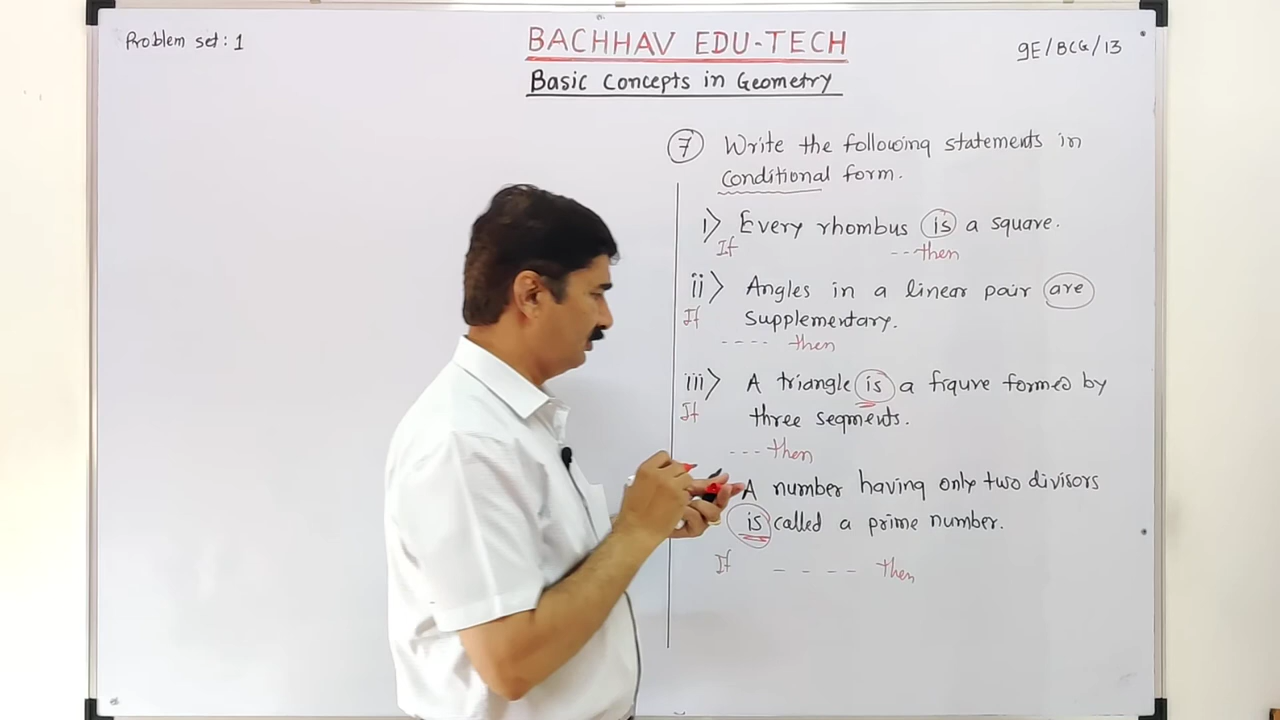 Problem set: 1
BACHHAV EDU-TECH
9E/BCG/13
Basic Concepts in Geometry
7 Write the following statements in
conditional form.
i) Every rhombus is a square.
If ---then
ii) Angles in a linear pair are
If supplementary.
---- then
iii) A triangle is a figure formed by
If three segments.
--- then
A number having only two divisors
is called a prime number.
If ---- then